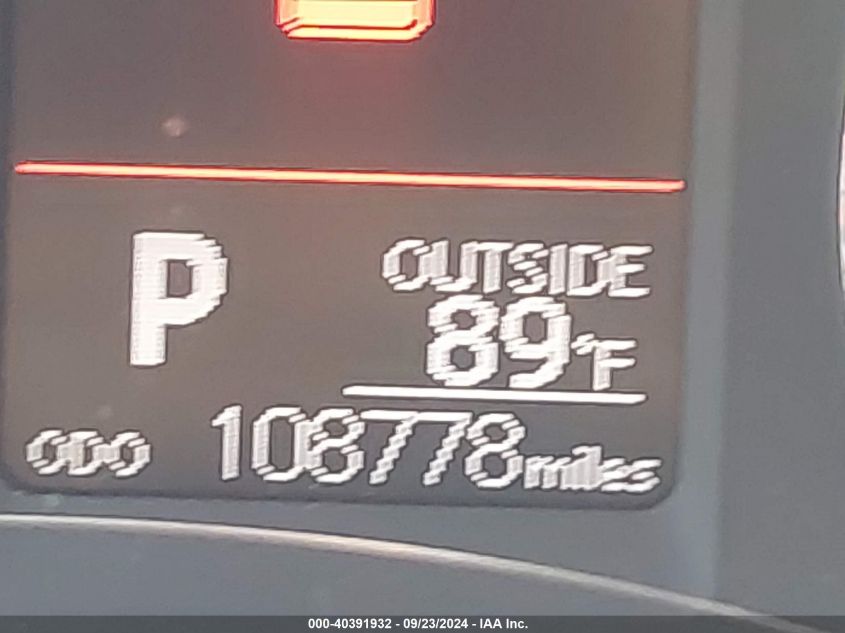 P
OUTSIDE
89°F
ODO 108778 miles
000-40391932 - 09/23/2024 - IAA Inc.